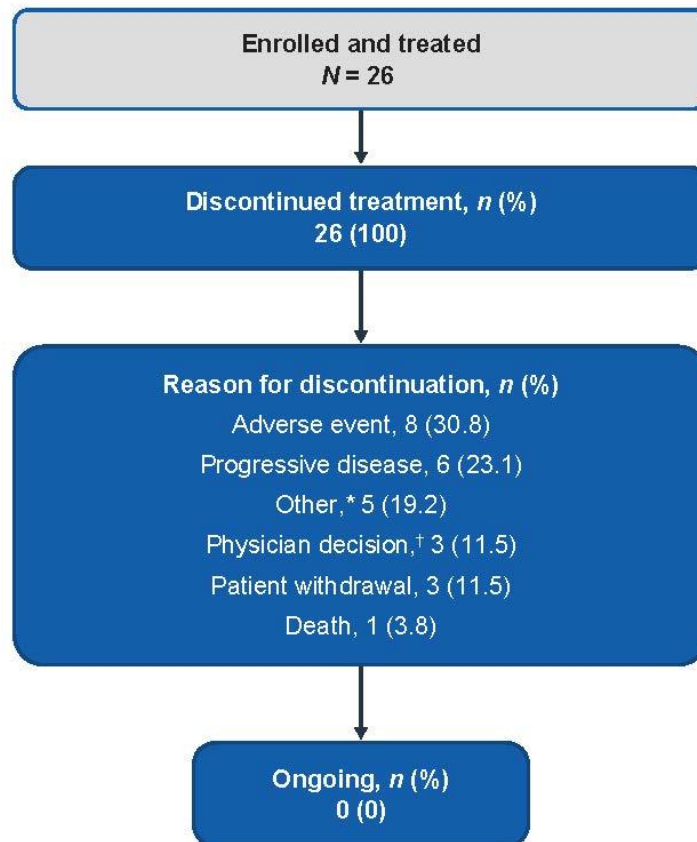 Enrolled and treated
N = 26
Discontinued treatment, n (%)
26 (100)
Reason for discontinuation, n (%)
Adverse event, 8 (30.8)
Progressive disease, 6 (23.1)
Other,* 5 (19.2)
Physician decision,† 3 (11.5)
Patient withdrawal, 3 (11.5)
Death, 1 (3.8)
Ongoing, n (%)
0 (0)